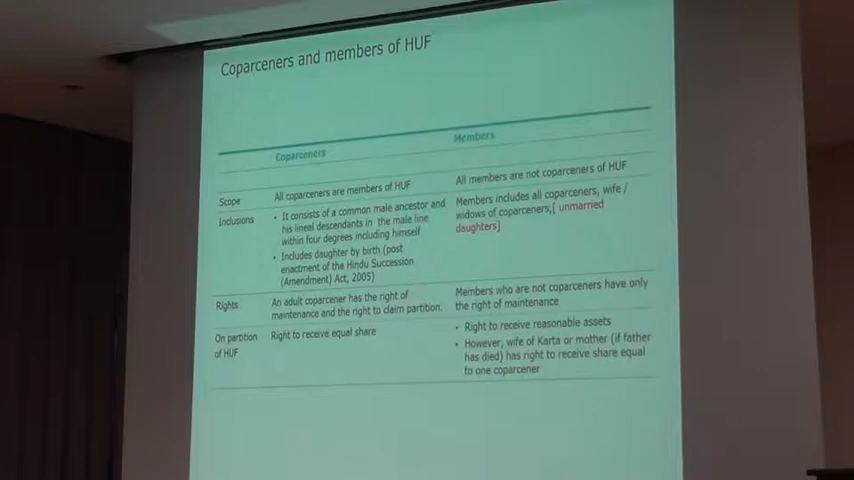 Coparceners and members of HUF
Coparceners
Members
Scope
All coparceners are members of HUF
All members are not coparceners of HUF
Inclusions
• It consists of a common male ancestor and
his lineal descendants in the male line
within four degrees including himself
• Includes daughter by birth (post
enactment of the Hindu Succession
(Amendment) Act, 2005)
Members includes all coparceners, wife /
widows of coparceners,[ unmarried
daughters]
Rights
An adult coparcener has the right of
maintenance and the right to claim partition.
Members who are not coparceners have only
the right of maintenance
On partition
of HUF
Right to receive equal share
• Right to receive reasonable assets
• However, wife of Karta or mother (if father
has died) has right to receive share equal
to one coparcener